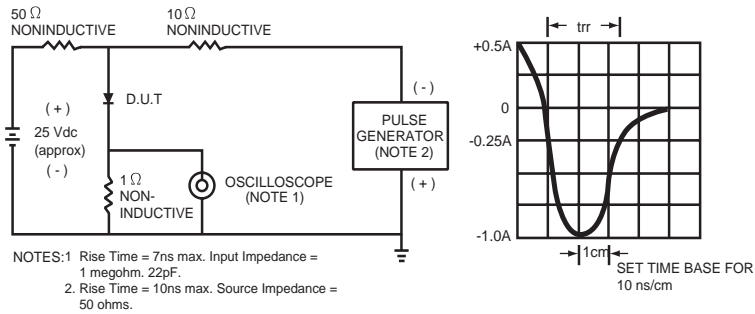 50 Ω
NONINDUCTIVE
10 Ω
NONINDUCTIVE
( + )
25 Vdc
(approx)
( - )
D.U.T
1 Ω
NON-
INDUCTIVE
OSCILLOSCOPE
(NOTE 1)
( - )
PULSE
GENERATOR
(NOTE 2)
( + )
NOTES:1 Rise Time = 7ns max. Input Impedance =
1 megohm. 22pF.
2. Rise Time = 10ns max. Source Impedance =
50 ohms.
trr
+0.5A
0
-0.25A
-1.0A
1cm
SET TIME BASE FOR
10 ns/cm